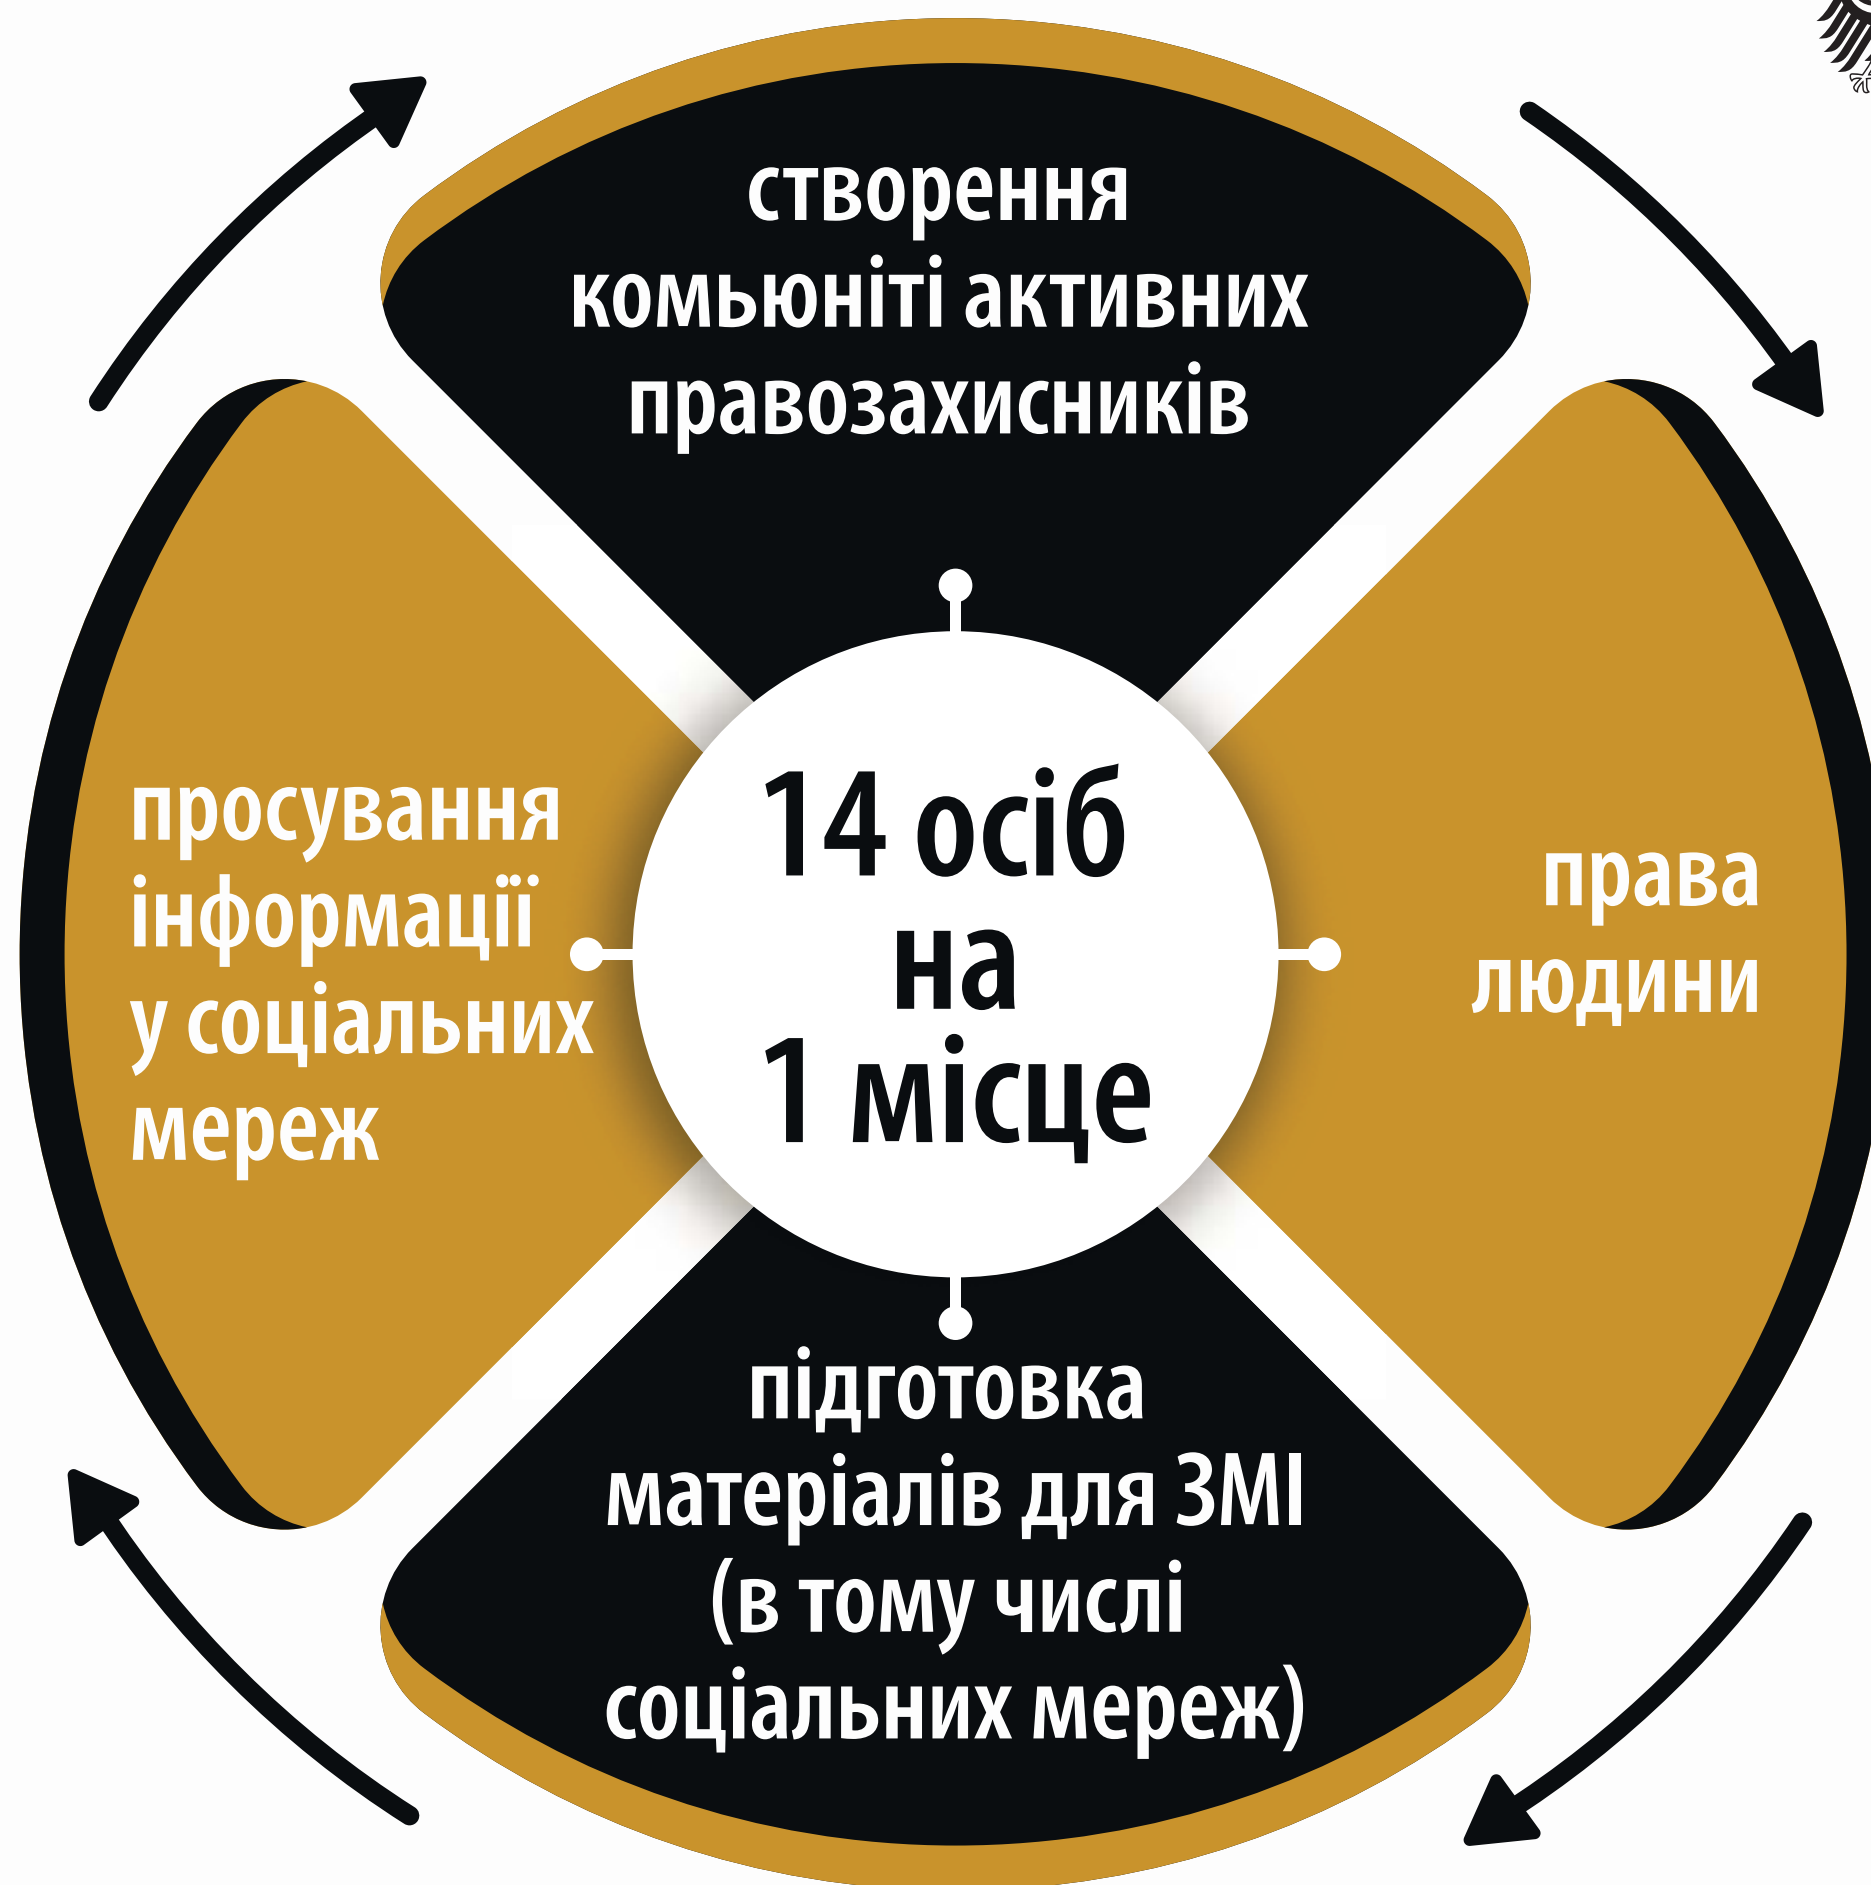 створення
комьюніті активних
правозахисників
просування
інформації
у соціальних
мереж
14 осіб
на
1 місце
права
людини
підготовка
матеріалів для ЗМІ
(в тому числі
соціальних мереж)